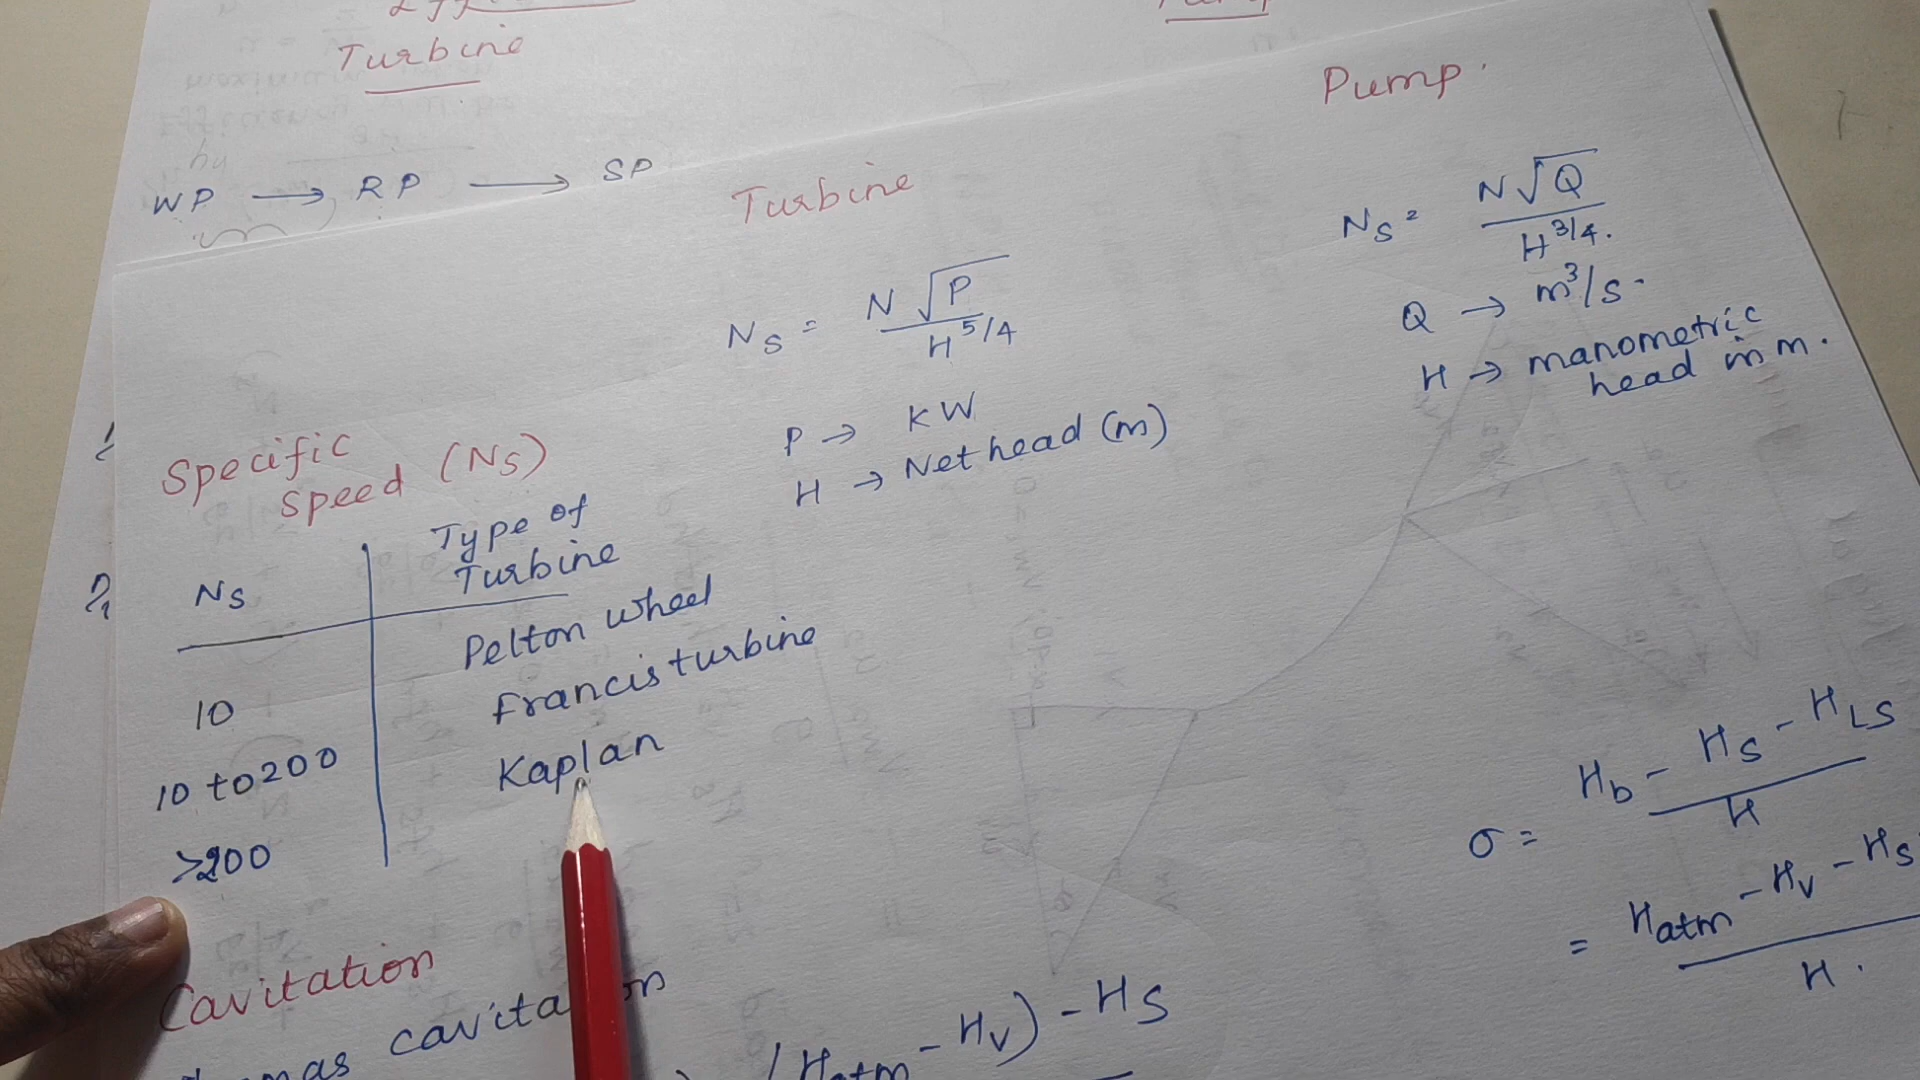 Turbine
WP → RP → SP
Turbine
Pump.
Ns = N√P / H^5/4
Ns = N√Q / H^3/4.
P → KW
H → Net head (m)
Q → m³/s.
H → manometric
head in m.
Specific
Speed (Ns)
Ns | Type of Turbine
10 | Pelton wheel
10 to 200 | Francis turbine
>200 | Kaplan
σ = Hb - Hs - HLS / H
= Hatm - Hv - Hs / H.
Cavitation
Hatm - Hv) - Hs